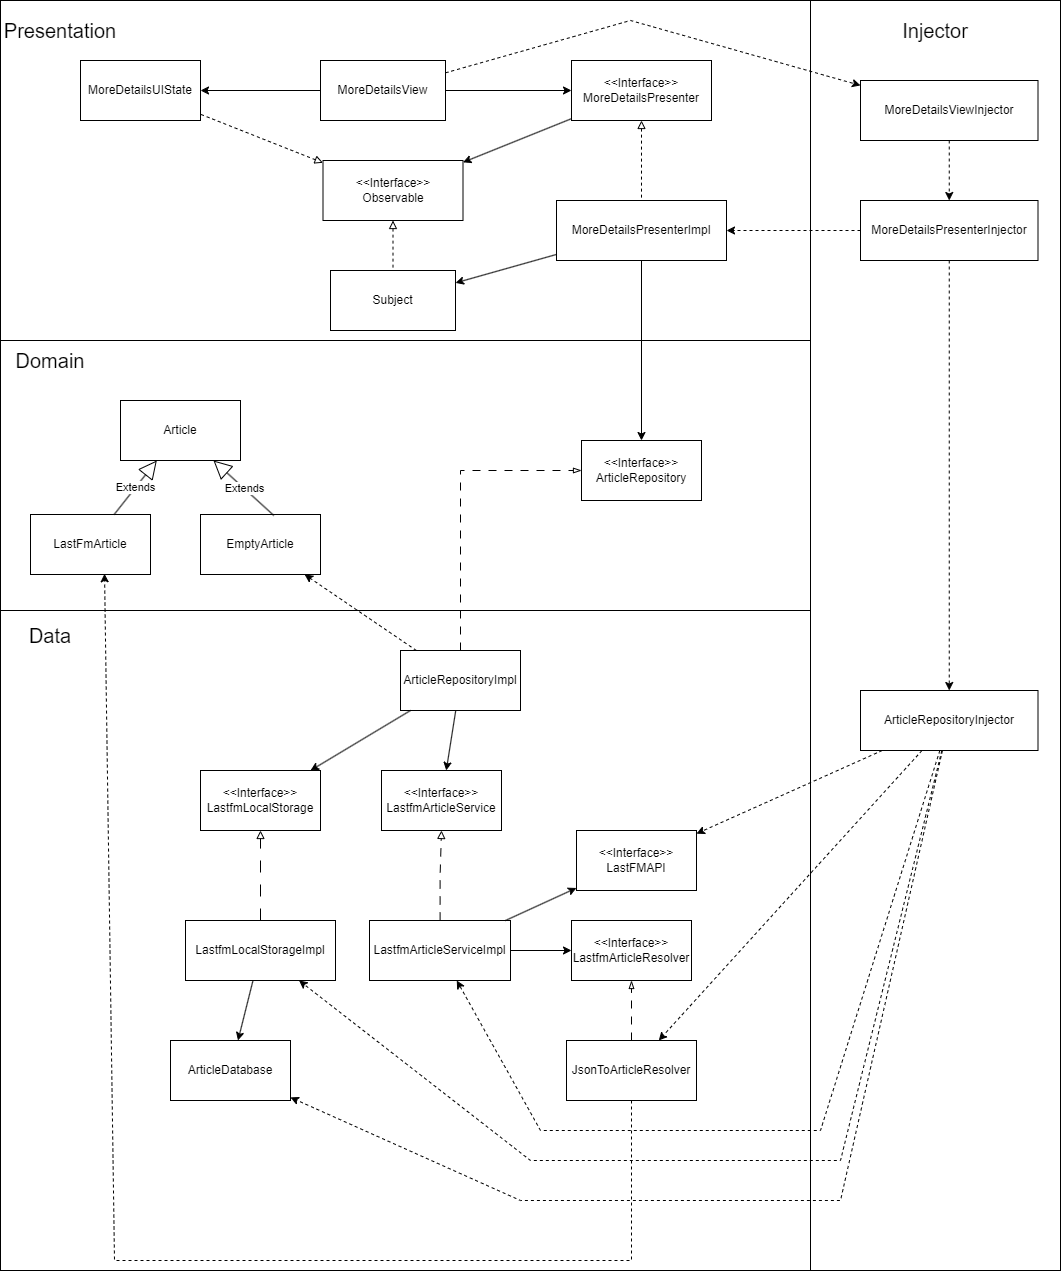 Presentation
Injector
MoreDetailsUIState
MoreDetailsView
<<Interface>>
MoreDetailsPresenter
MoreDetailsViewInjector
<<Interface>>
Observable
MoreDetailsPresenterImpl
MoreDetailsPresenterInjector
Subject
Domain
Article
<<Interface>>
ArticleRepository
Extends
Extends
LastFmArticle
EmptyArticle
Data
ArticleRepositoryImpl
ArticleRepositoryInjector
<<Interface>>
LastfmLocalStorage
<<Interface>>
LastfmArticleService
<<Interface>>
LastFMAPI
LastfmLocalStorageImpl
LastfmArticleServiceImpl
<<Interface>>
LastfmArticleResolver
ArticleDatabase
JsonToArticleResolver